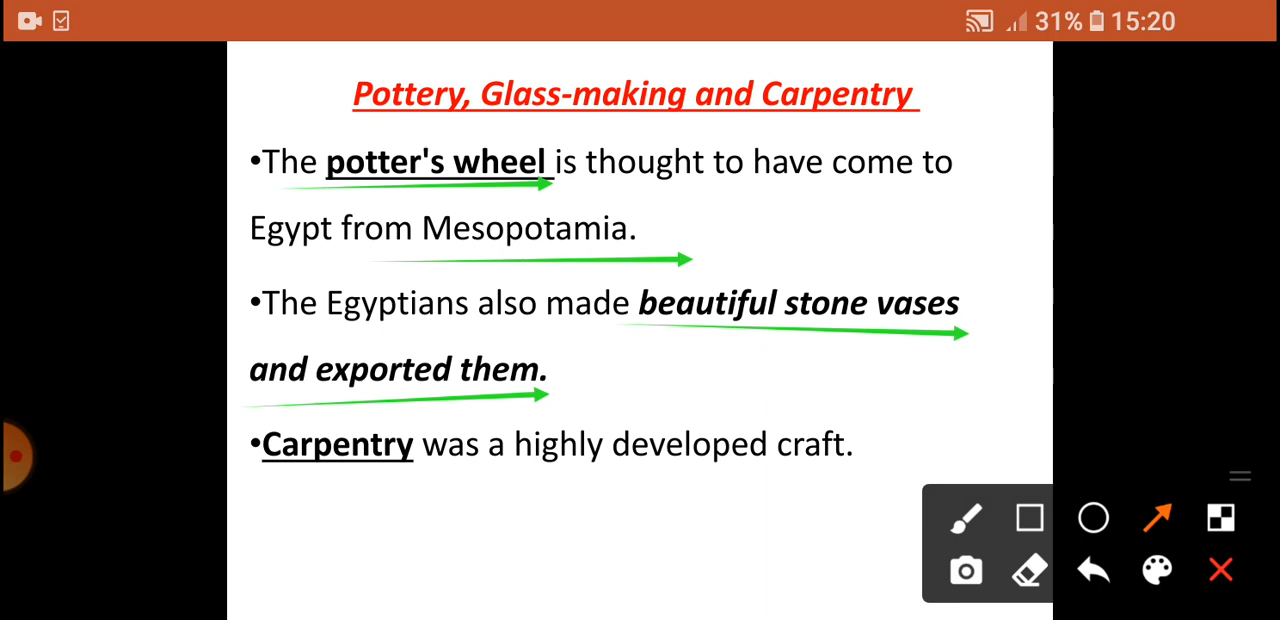 31% 15:20
Pottery, Glass-making and Carpentry
•The potter's wheel is thought to have come to
Egypt from Mesopotamia.
•The Egyptians also made beautiful stone vases
and exported them.
•Carpentry was a highly developed craft.